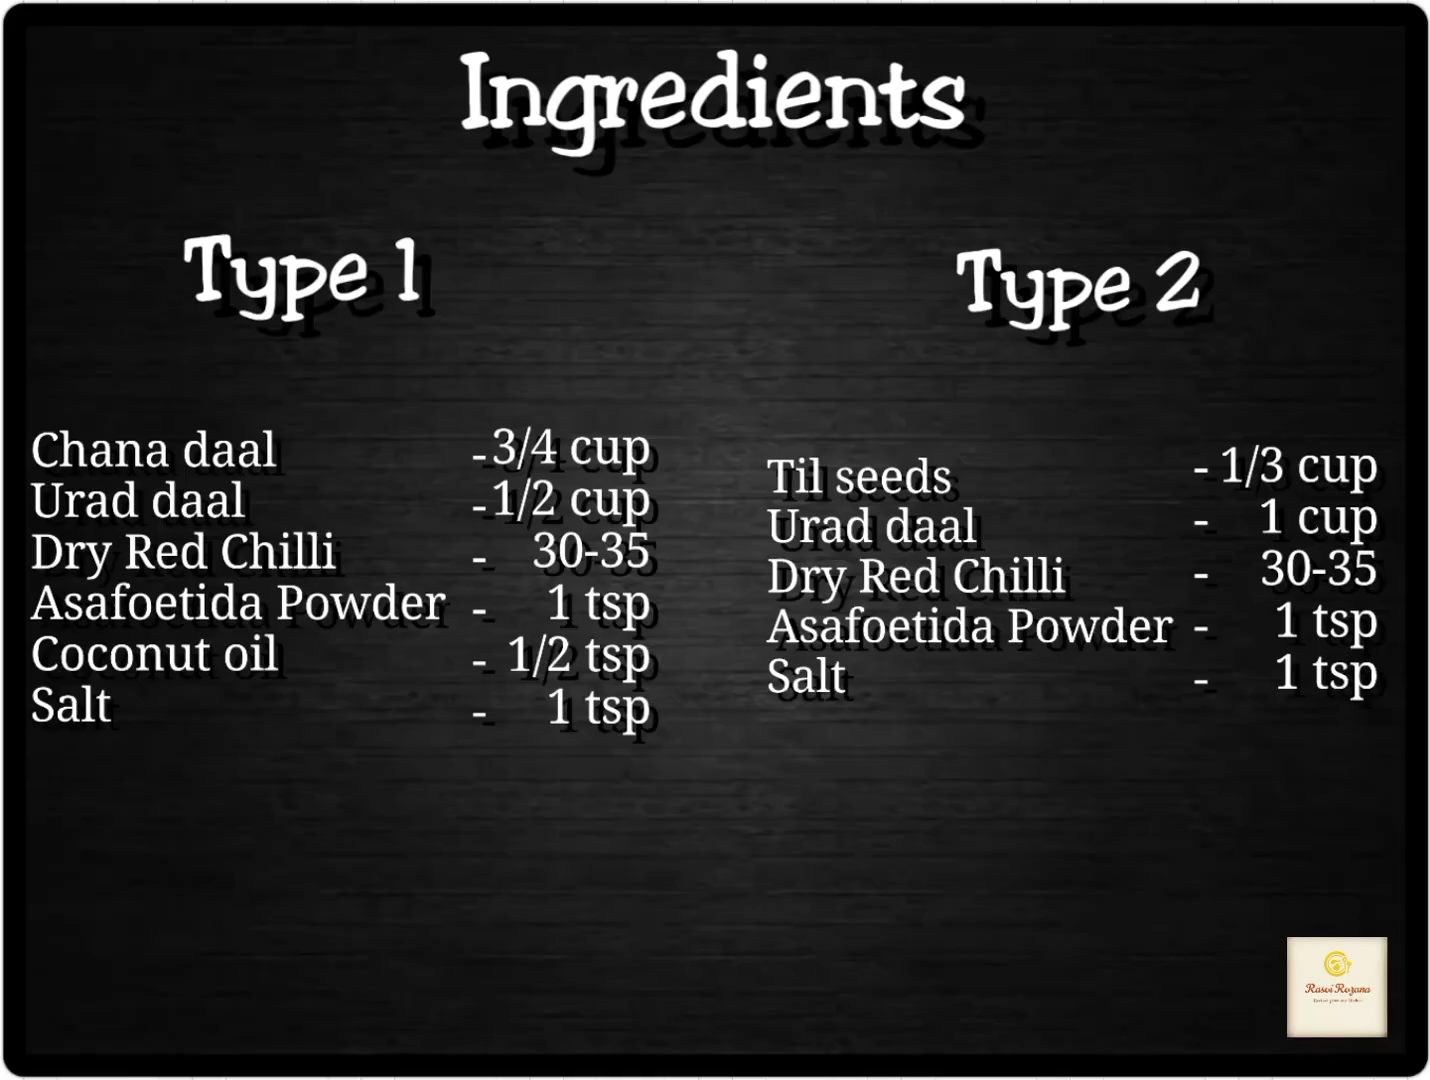 Ingredients
Type 1
Chana daal - 3/4 cup
Urad daal - 1/2 cup
Dry Red Chilli - 30-35
Asafoetida Powder - 1 tsp
Coconut oil - 1/2 tsp
Salt - 1 tsp
Type 2
Til seeds - 1/3 cup
Urad daal - 1 cup
Dry Red Chilli - 30-35
Asafoetida Powder - 1 tsp
Salt - 1 tsp
Rasoi Rozana